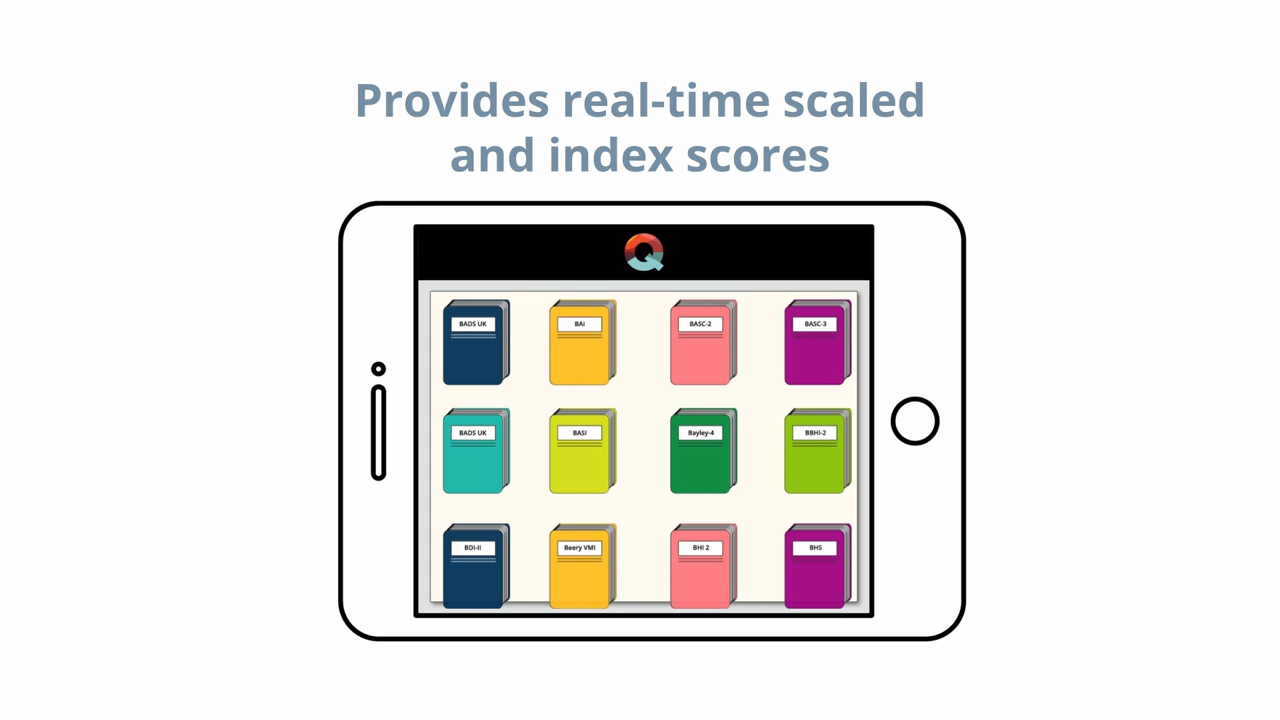 Provides real-time scaled
and index scores
Q
BADS UK
BAI
BASC-2
BASC-3
BADS UK
BASI
Bayley-4
BBHI-2
BDI-II
Beery VMI
BHI 2
BHS